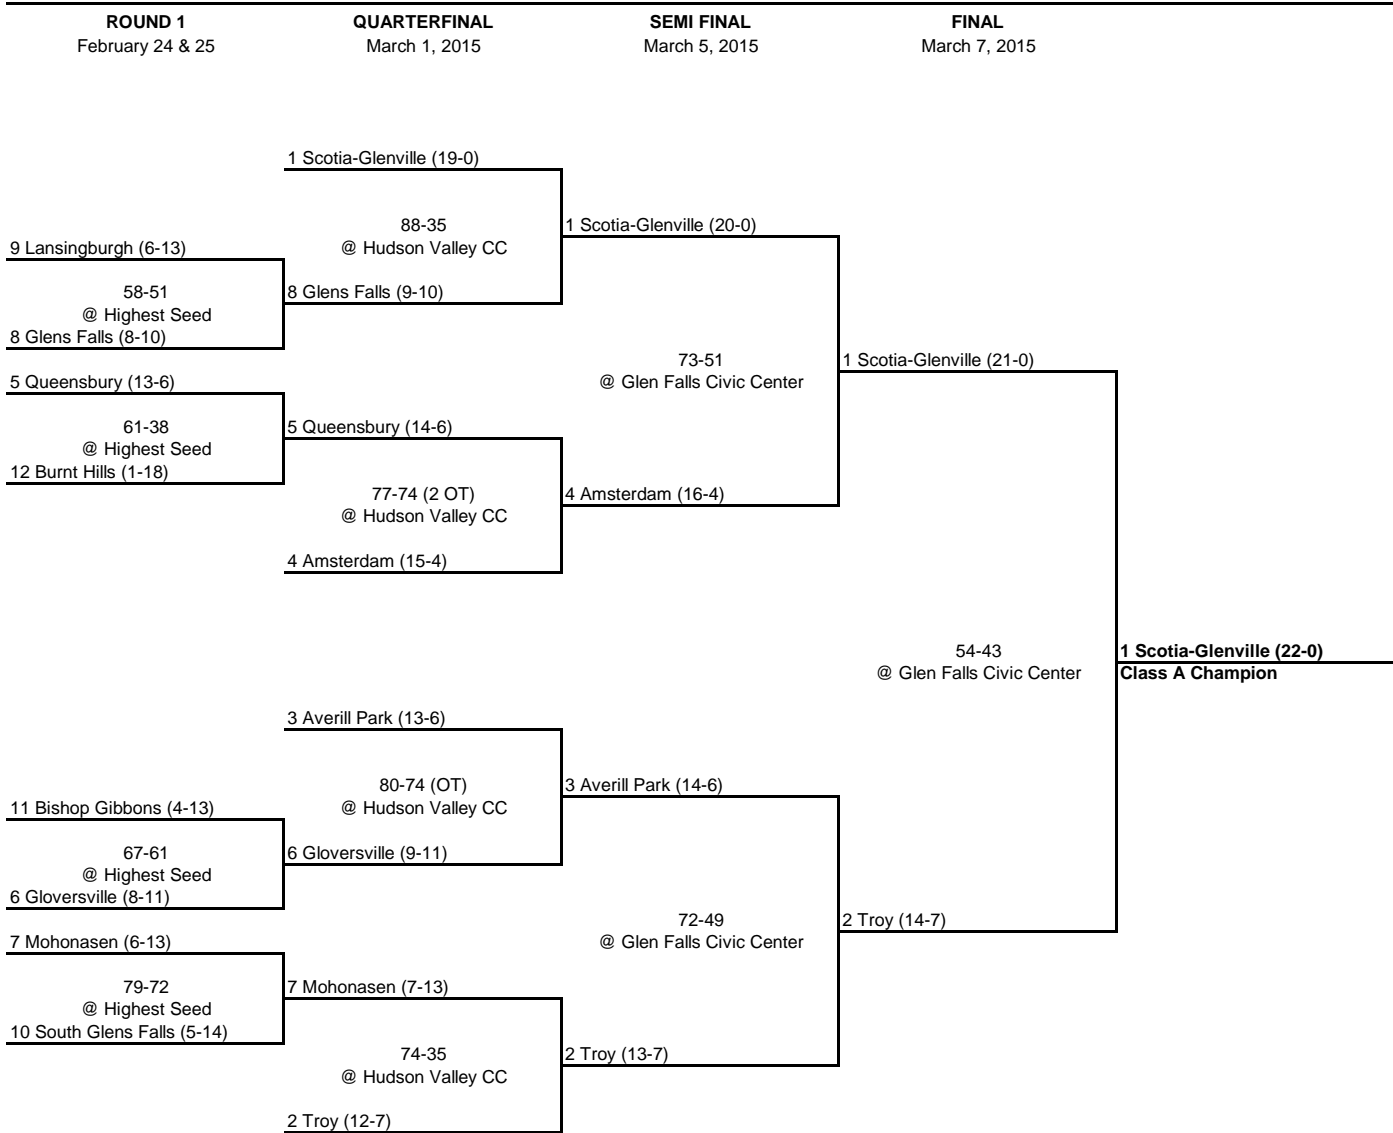 ROUND 1
February 24 & 25
QUARTERFINAL
March 1, 2015
SEMI FINAL
March 5, 2015
FINAL
March 7, 2015
1 Scotia-Glenville (19-0)
88-35
@ Hudson Valley CC
1 Scotia-Glenville (20-0)
9 Lansingburgh (6-13)
58-51
@ Highest Seed
8 Glens Falls (9-10)
8 Glens Falls (8-10)
73-51
@ Glen Falls Civic Center
1 Scotia-Glenville (21-0)
5 Queensbury (13-6)
61-38
@ Highest Seed
5 Queensbury (14-6)
12 Burnt Hills (1-18)
77-74 (2 OT)
@ Hudson Valley CC
4 Amsterdam (16-4)
4 Amsterdam (15-4)
54-43
@ Glen Falls Civic Center
1 Scotia-Glenville (22-0)
Class A Champion
3 Averill Park (13-6)
80-74 (OT)
@ Hudson Valley CC
3 Averill Park (14-6)
11 Bishop Gibbons (4-13)
67-61
@ Highest Seed
6 Gloversville (9-11)
6 Gloversville (8-11)
72-49
@ Glen Falls Civic Center
2 Troy (14-7)
7 Mohonasen (6-13)
79-72
@ Highest Seed
7 Mohonasen (7-13)
10 South Glens Falls (5-14)
74-35
@ Hudson Valley CC
2 Troy (13-7)
2 Troy (12-7)